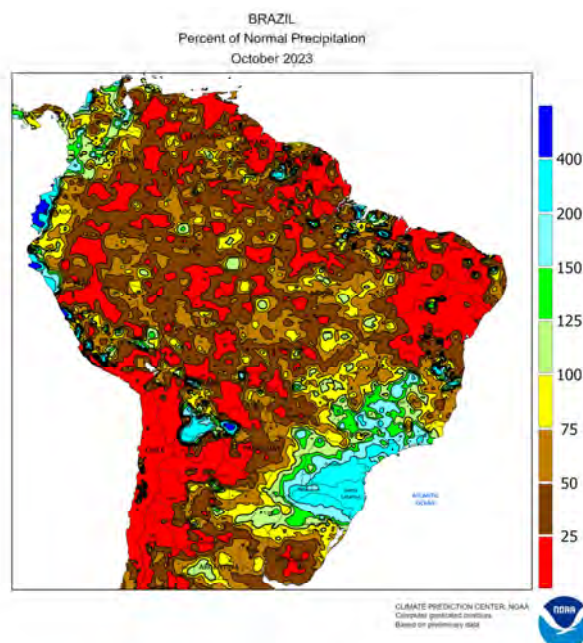 BRAZIL
Percent of Normal Precipitation
October 2023
400
200
150
125
100
75
50
25
ATLANTIC
OCEAN
CLIMATE PREDICTION CENTER, NOAA
Computer generated contours
Based on preliminary data
NOAA